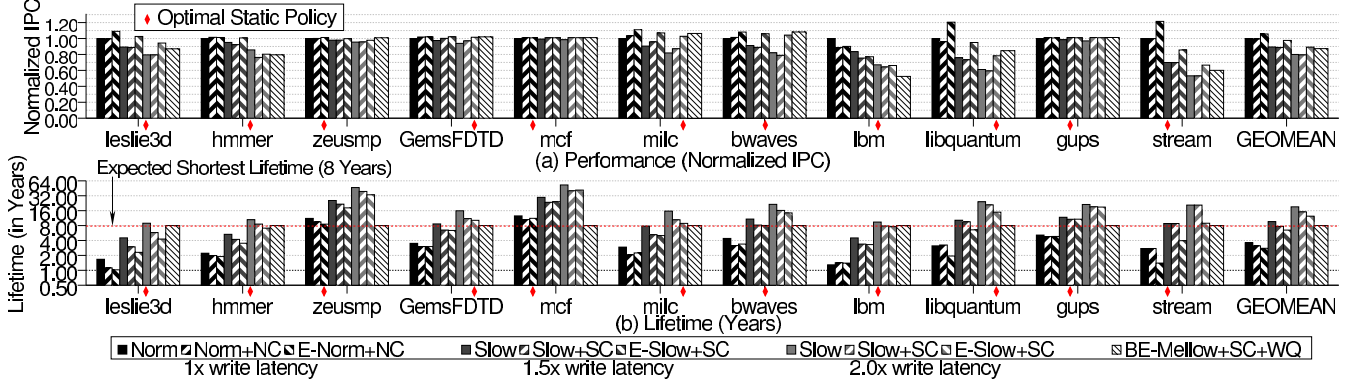 Optimal Static Policy
Normalized IPC
1.20
1.00
0.80
0.60
0.40
0.20
0.00
leslie3d hmmer zeusmp GemsFDTD mcf milc bwaves lbm libquantum gups stream GEOMEAN
(a) Performance (Normalized IPC)
Expected Shortest Lifetime (8 Years)
Lifetime (in Years)
64.00
32.00
16.00
8.00
4.00
2.00
1.00
0.50
leslie3d hmmer zeusmp GemsFDTD mcf milc bwaves lbm libquantum gups stream GEOMEAN
(b) Lifetime (Years)
Norm Norm+NC E-Norm+NC Slow Slow+SC E-Slow+SC Slow Slow+SC E-Slow+SC BE-Mellow+SC+WQ
1x write latency 1.5x write latency 2.0x write latency